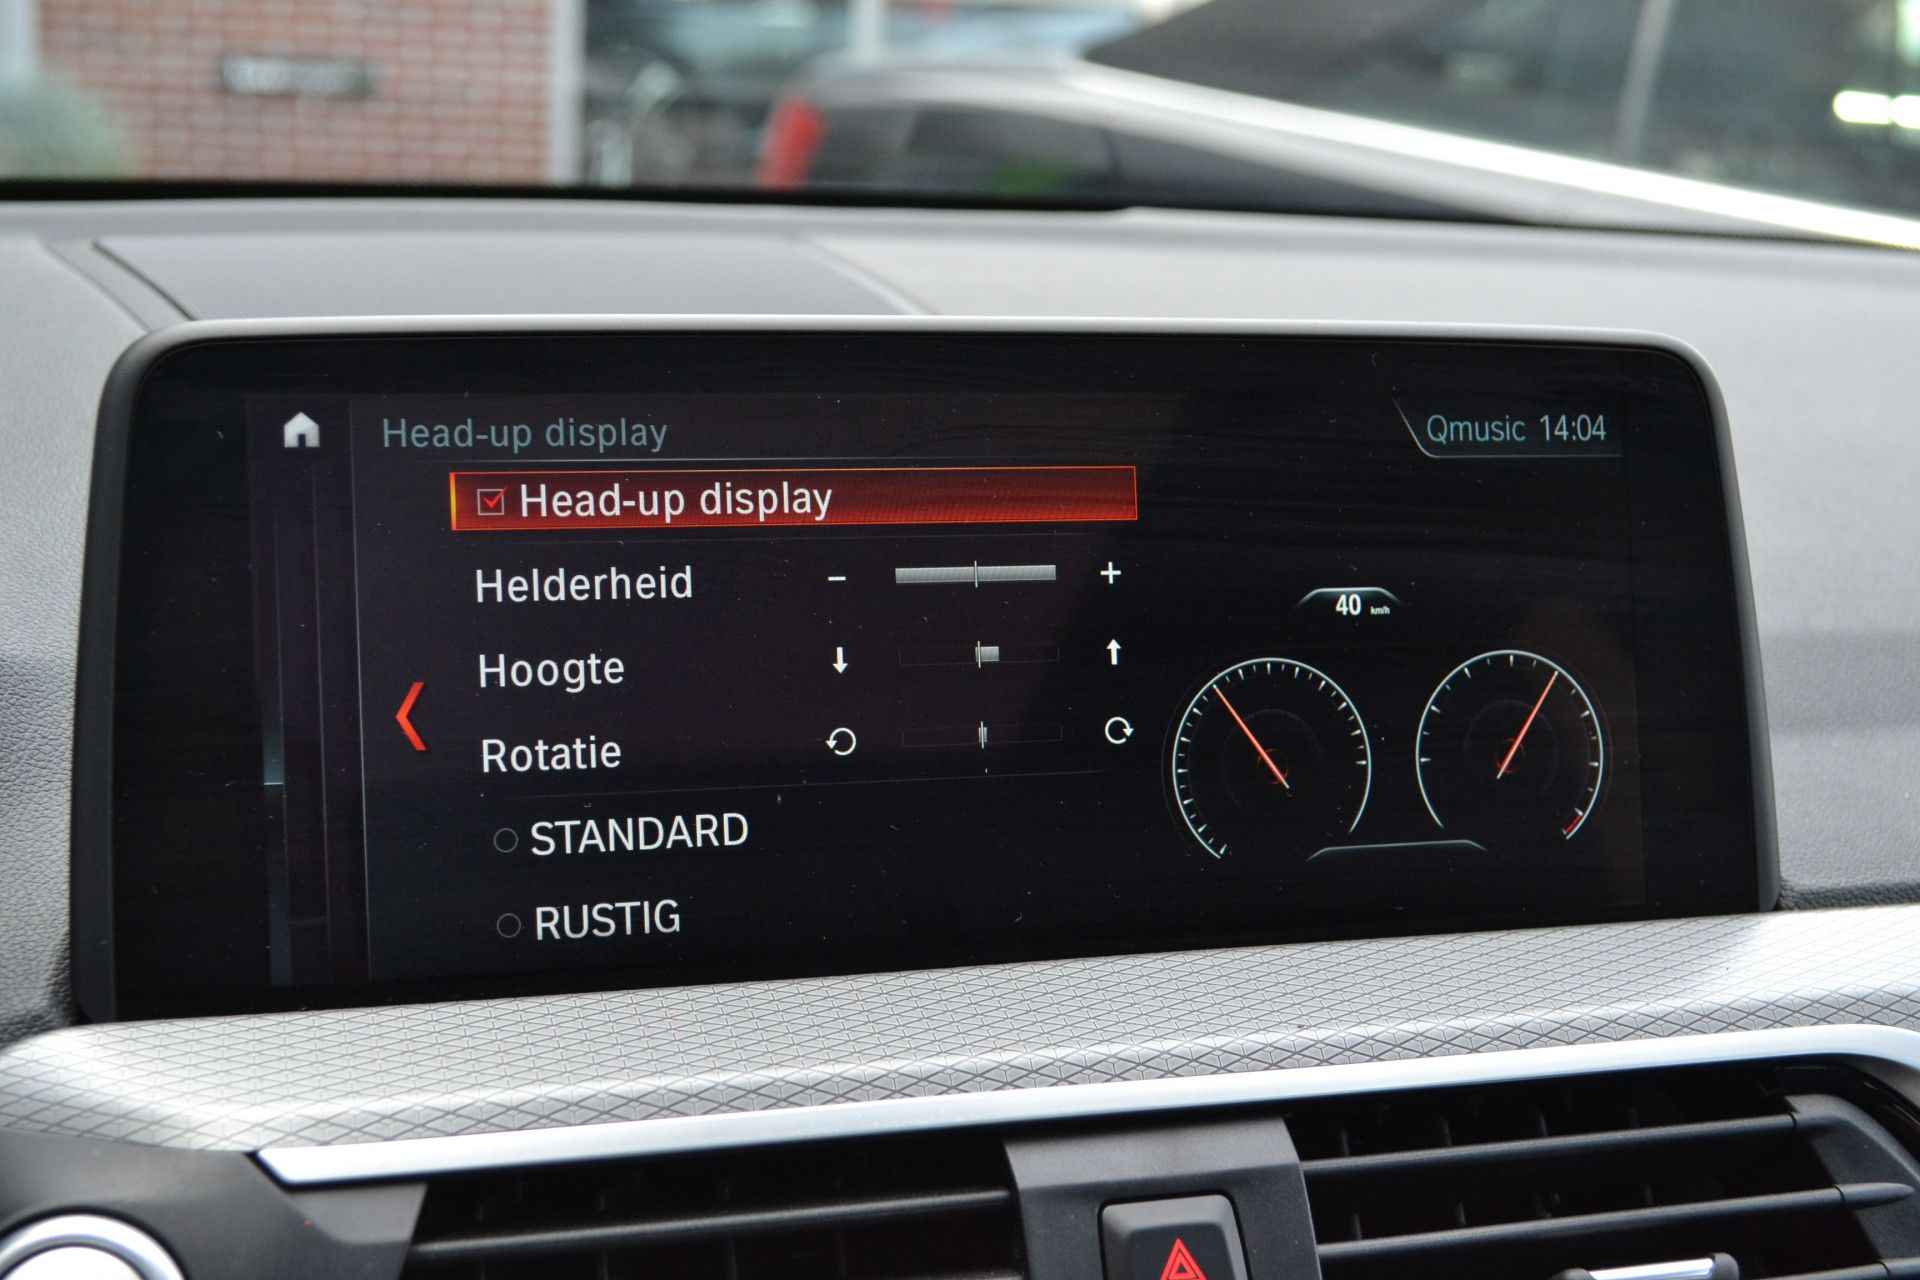 Head-up display
Qmusic 14:04
Head-up display
Helderheid - +
Hoogte
Rotatie
40 km/h
STANDARD
RUSTIG